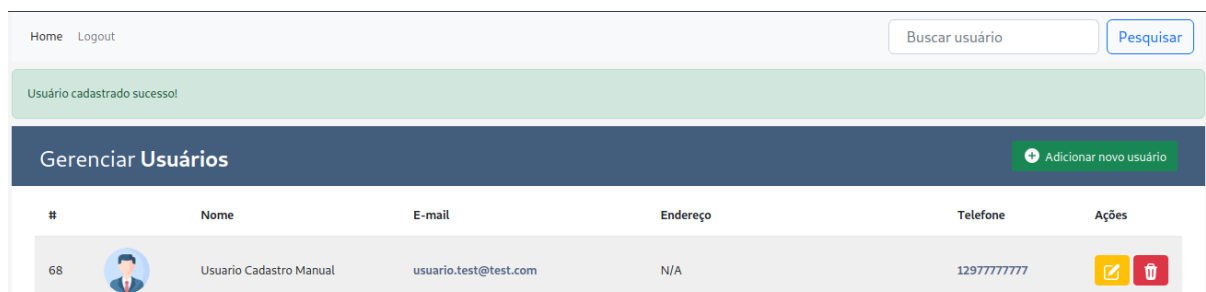 Home Logout Buscar usuário Pesquisar
Usuário cadastrado sucesso!
Gerenciar Usuários Adicionar novo usuário
# Nome E-mail Endereço Telefone Ações
68 Usuario Cadastro Manual usuario.test@test.com N/A 12977777777